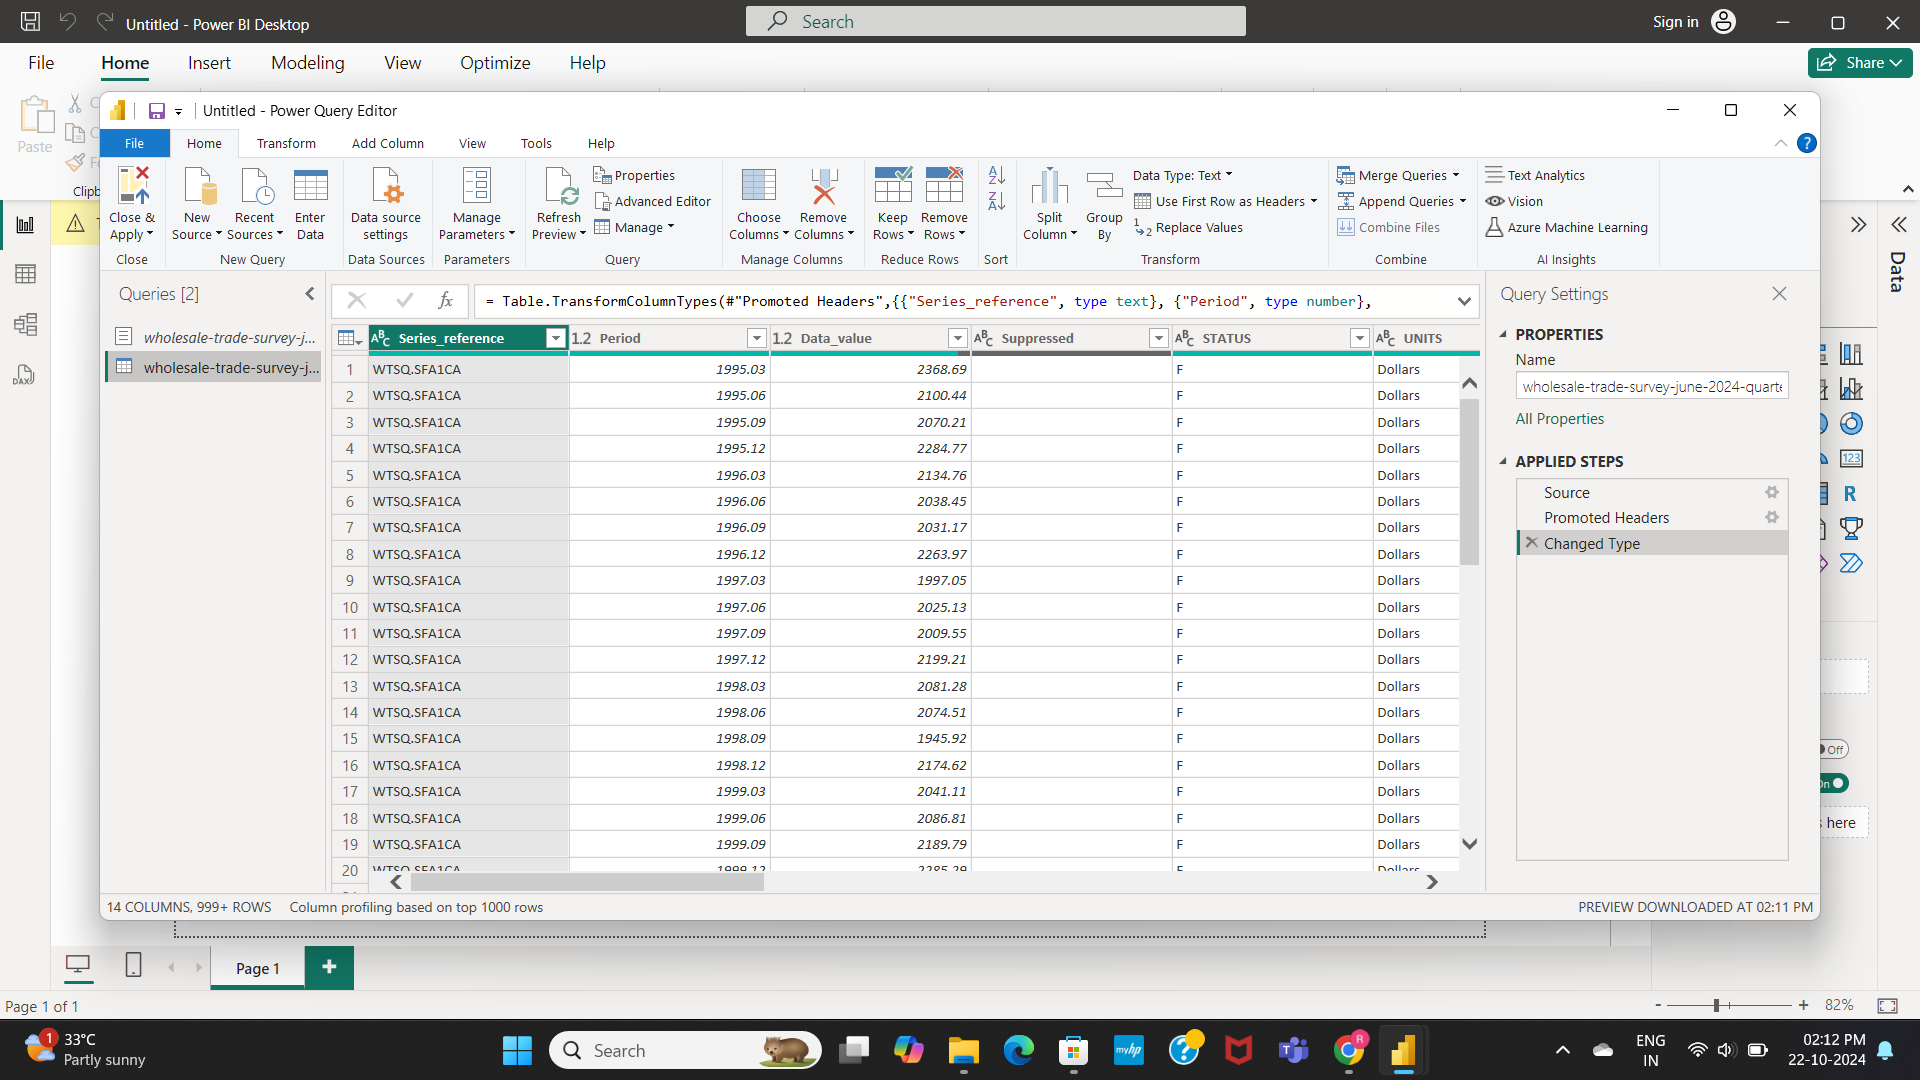 Untitled - Power BI Desktop
Search
Sign in
File Home Insert Modeling View Optimize Help
Share
Paste
Untitled - Power Query Editor
File Home Transform Add Column View Tools Help
Close & Apply
New Source
Recent Sources
Enter Data
Data source settings
Manage Parameters
Refresh Preview
Properties
Advanced Editor
Manage
Choose Columns
Remove Columns
Keep Rows
Remove Rows
Split Column
Group By
Data Type: Text
Use First Row as Headers
Replace Values
Merge Queries
Append Queries
Combine Files
Text Analytics
Vision
Azure Machine Learning
Close New Query Data Sources Parameters Query Manage Columns Reduce Rows Sort Transform Combine AI Insights
Queries [2]
wholesale-trade-survey-j...
wholesale-trade-survey-j...
= Table.TransformColumnTypes(#"Promoted Headers",{{"Series_reference", type text}, {"Period", type number},
Series_reference 1.2 Period 1.2 Data_value Suppressed STATUS UNITS
1 WTSQ.SFA1CA 1995.03 2368.69 F Dollars
2 WTSQ.SFA1CA 1995.06 2100.44 F Dollars
3 WTSQ.SFA1CA 1995.09 2070.21 F Dollars
4 WTSQ.SFA1CA 1995.12 2284.77 F Dollars
5 WTSQ.SFA1CA 1996.03 2134.76 F Dollars
6 WTSQ.SFA1CA 1996.06 2038.45 F Dollars
7 WTSQ.SFA1CA 1996.09 2031.17 F Dollars
8 WTSQ.SFA1CA 1996.12 2263.97 F Dollars
9 WTSQ.SFA1CA 1997.03 1997.05 F Dollars
10 WTSQ.SFA1CA 1997.06 2025.13 F Dollars
11 WTSQ.SFA1CA 1997.09 2009.55 F Dollars
12 WTSQ.SFA1CA 1997.12 2199.21 F Dollars
13 WTSQ.SFA1CA 1998.03 2081.28 F Dollars
14 WTSQ.SFA1CA 1998.06 2074.51 F Dollars
15 WTSQ.SFA1CA 1998.09 1945.92 F Dollars
16 WTSQ.SFA1CA 1998.12 2174.62 F Dollars
17 WTSQ.SFA1CA 1999.03 2041.11 F Dollars
18 WTSQ.SFA1CA 1999.06 2086.81 F Dollars
19 WTSQ.SFA1CA 1999.09 2189.79 F Dollars
20 WTSQ.SFA1CA 1999.12 2285.29 F Dollars
Query Settings
PROPERTIES
Name
wholesale-trade-survey-june-2024-quarte
All Properties
APPLIED STEPS
Source
Promoted Headers
Changed Type
Data
Off
here
14 COLUMNS, 999+ ROWS Column profiling based on top 1000 rows
PREVIEW DOWNLOADED AT 02:11 PM
Page 1
Page 1 of 1
82%
1
33°C
Partly sunny
Search
myhp
ENG
IN
02:12 PM
22-10-2024